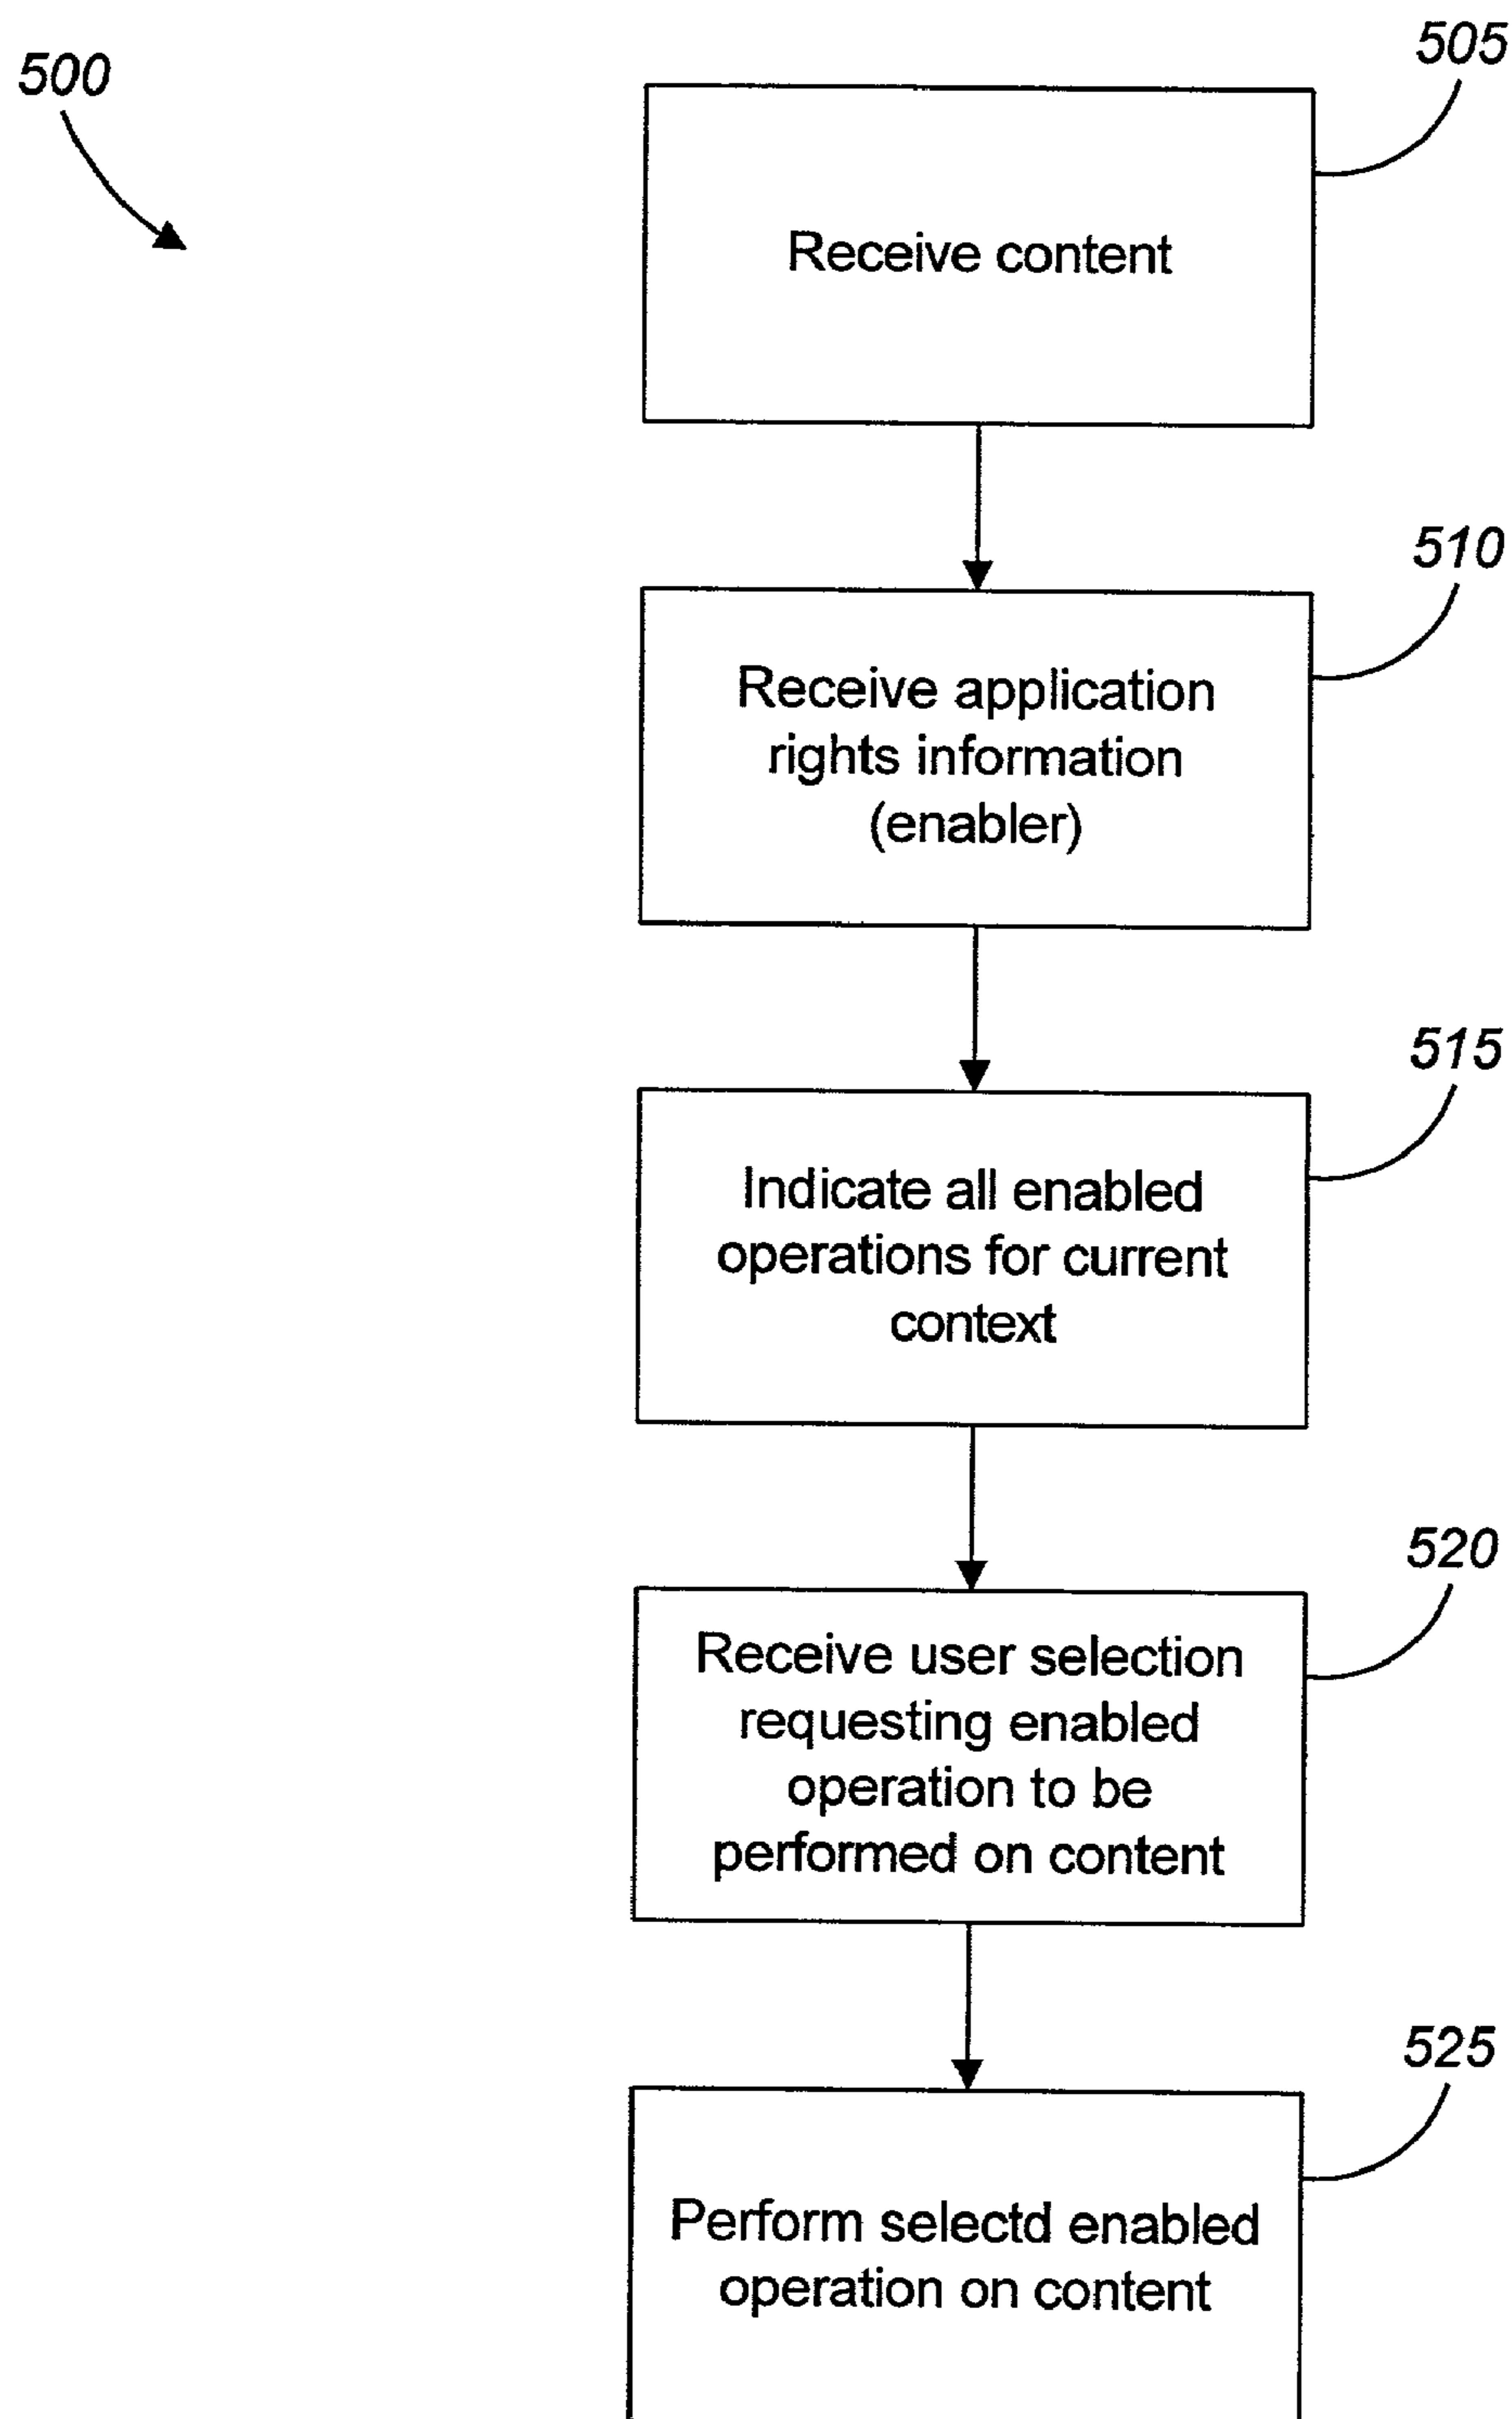 500
505
Receive content
510
Receive application
rights information
(enabler)
515
Indicate all enabled
operations for current
context
520
Receive user selection
requesting enabled
operation to be
performed on content
525
Perform selectd enabled
operation on content